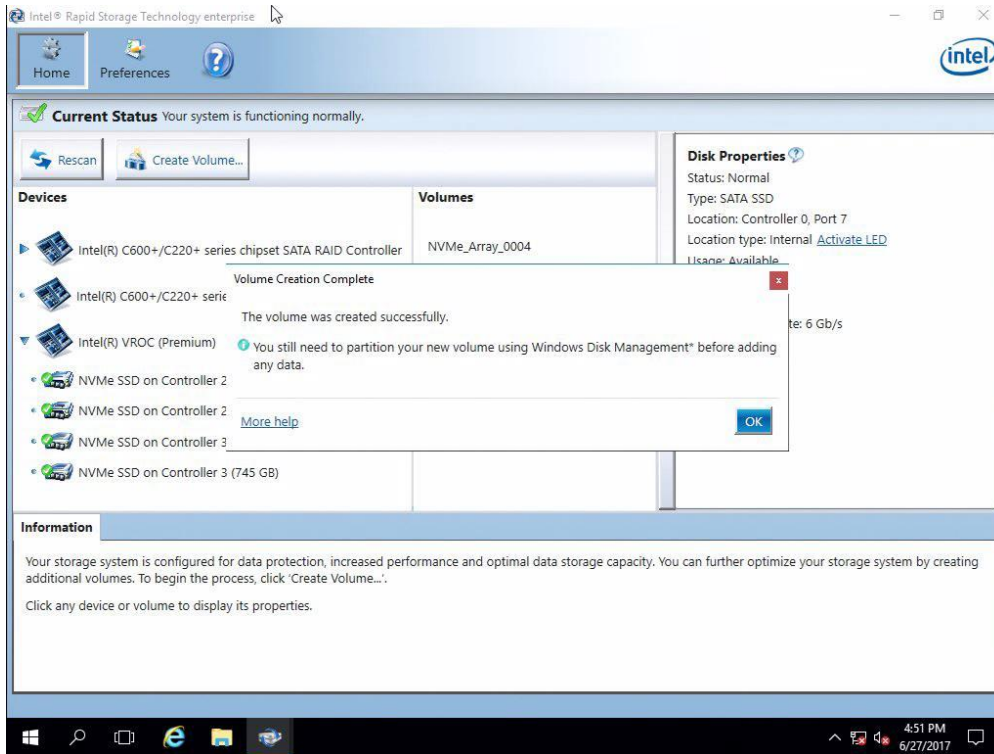 Intel® Rapid Storage Technology enterprise
Home
Preferences
?
intel
Current Status Your system is functioning normally.
Rescan
Create Volume...
Devices
Volumes
Intel(R) C600+/C220+ series chipset SATA RAID Controller
NVMe_Array_0004
Intel(R) C600+/C220+ serie
Intel(R) VROC (Premium)
NVMe SSD on Controller 2
NVMe SSD on Controller 2
NVMe SSD on Controller 3
NVMe SSD on Controller 3 (745 GB)
Disk Properties ?
Status: Normal
Type: SATA SSD
Location: Controller 0, Port 7
Location type: Internal Activate LED
Usage: Available
te: 6 Gb/s
Volume Creation Complete
x
The volume was created successfully.
You still need to partition your new volume using Windows Disk Management* before adding
any data.
More help
OK
Information
Your storage system is configured for data protection, increased performance and optimal data storage capacity. You can further optimize your storage system by creating
additional volumes. To begin the process, click 'Create Volume...'.
Click any device or volume to display its properties.
4:51 PM
6/27/2017